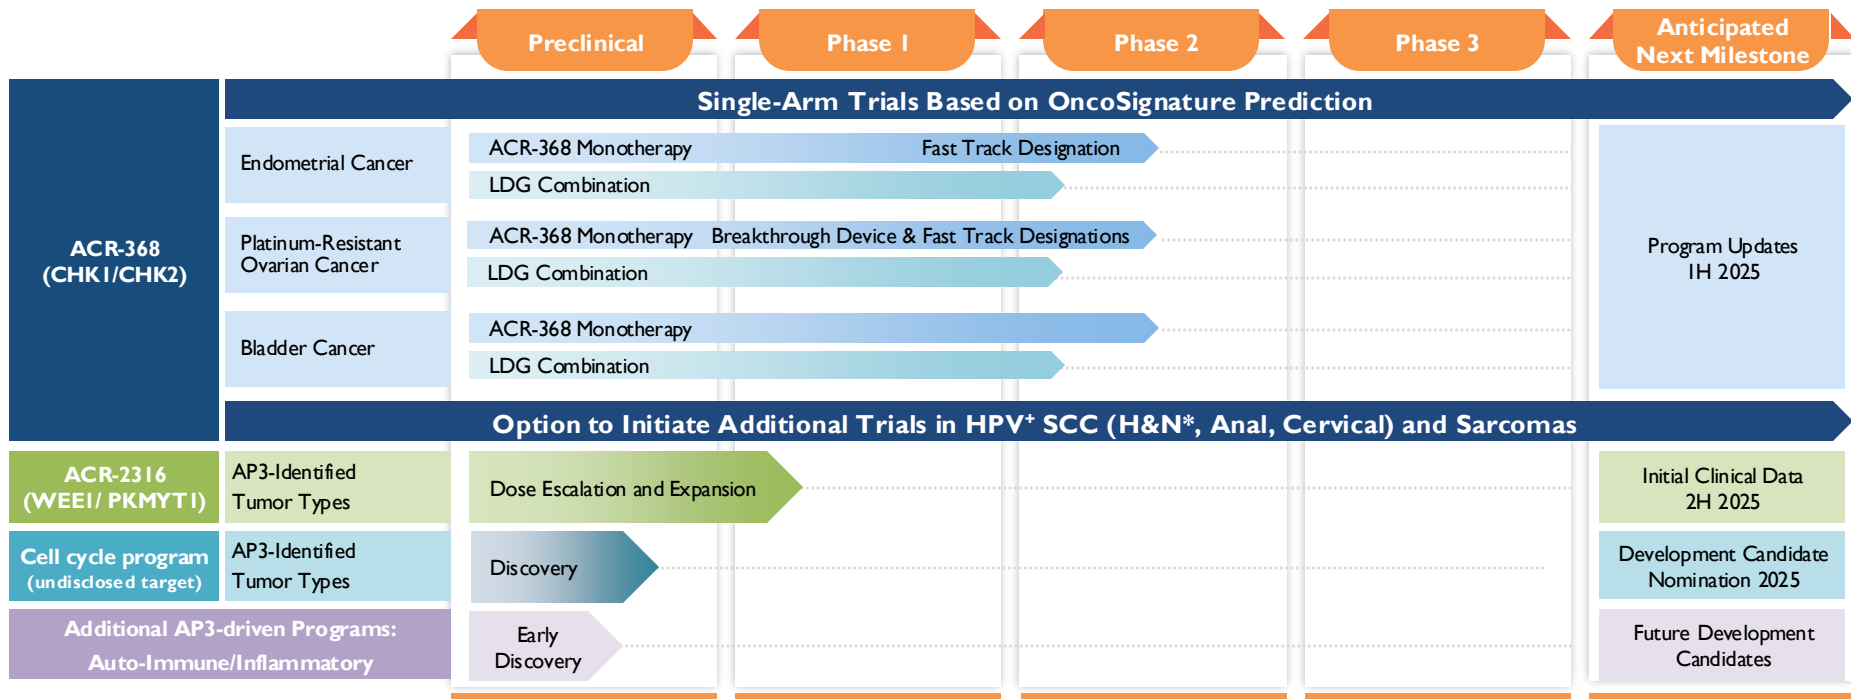 Preclinical
Phase 1
Phase 2
Phase 3
Anticipated
Next Milestone
Single-Arm Trials Based on OncoSignature Prediction
ACR-368
(CHK1/CHK2)
Endometrial Cancer
ACR-368 Monotherapy
Fast Track Designation
LDG Combination
Platinum-Resistant
Ovarian Cancer
ACR-368 Monotherapy
Breakthrough Device & Fast Track Designations
LDG Combination
Bladder Cancer
ACR-368 Monotherapy
LDG Combination
Program Updates
1H 2025
Option to Initiate Additional Trials in HPV⁺ SCC (H&N*, Anal, Cervical) and Sarcomas
ACR-2316
(WEE1/ PKMYT1)
AP3-Identified
Tumor Types
Dose Escalation and Expansion
Initial Clinical Data
2H 2025
Cell cycle program
(undisclosed target)
AP3-Identified
Tumor Types
Discovery
Development Candidate
Nomination 2025
Additional AP3-driven Programs:
Auto-Immune/Inflammatory
Early
Discovery
Future Development
Candidates